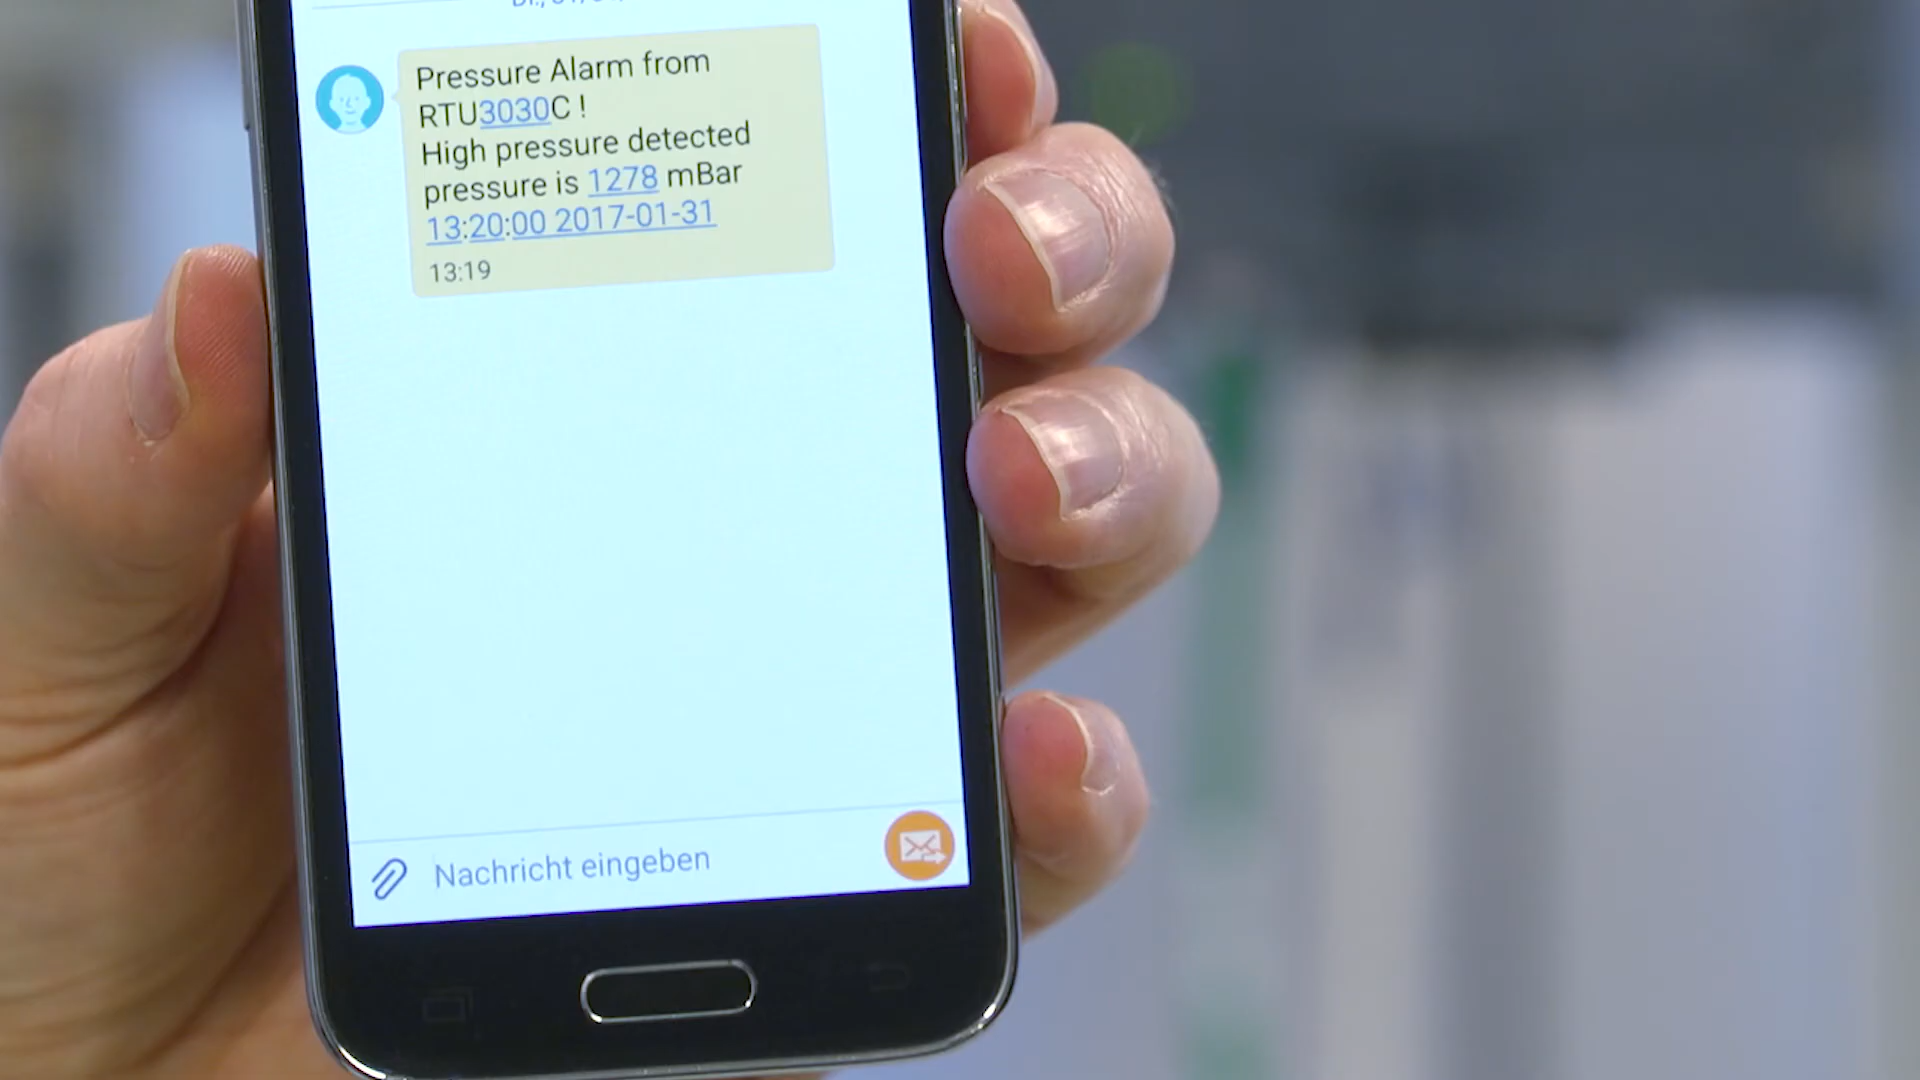 Pressure Alarm from
RTU3030C !
High pressure detected
pressure is 1278 mBar
13:20:00 2017-01-31
13:19
Nachricht eingeben